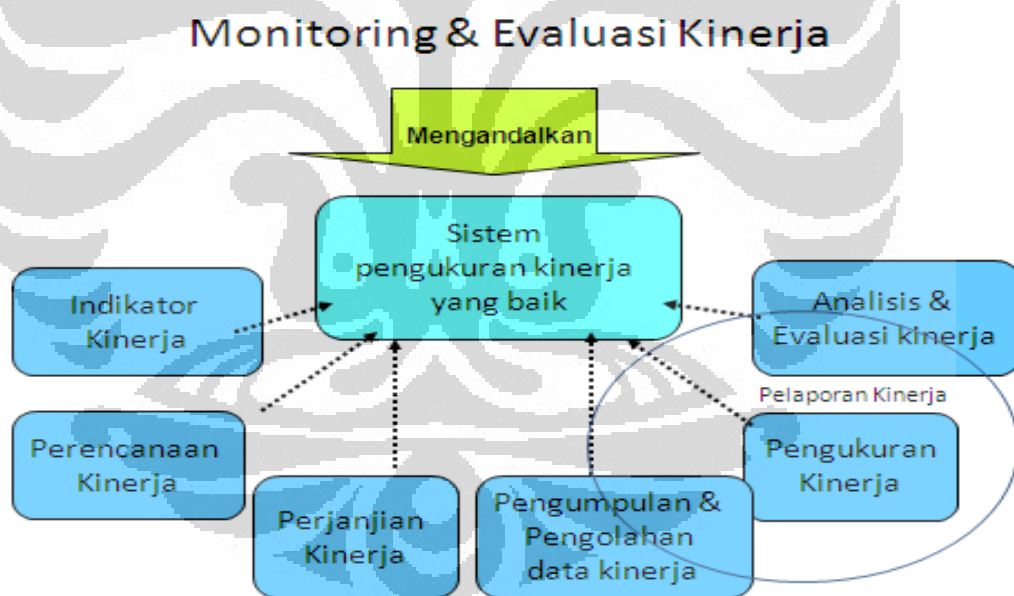 Monitoring & Evaluasi Kinerja
Mengandalkan
Sistem
pengukuran kinerja
yang baik
Indikator
Kinerja
Analisis &
Evaluasi kinerja
Pelaporan Kinerja
Perencanaan
Kinerja
Pengukuran
Kinerja
Perjanjian
Kinerja
Pengumpulan &
Pengolahan
data kinerja